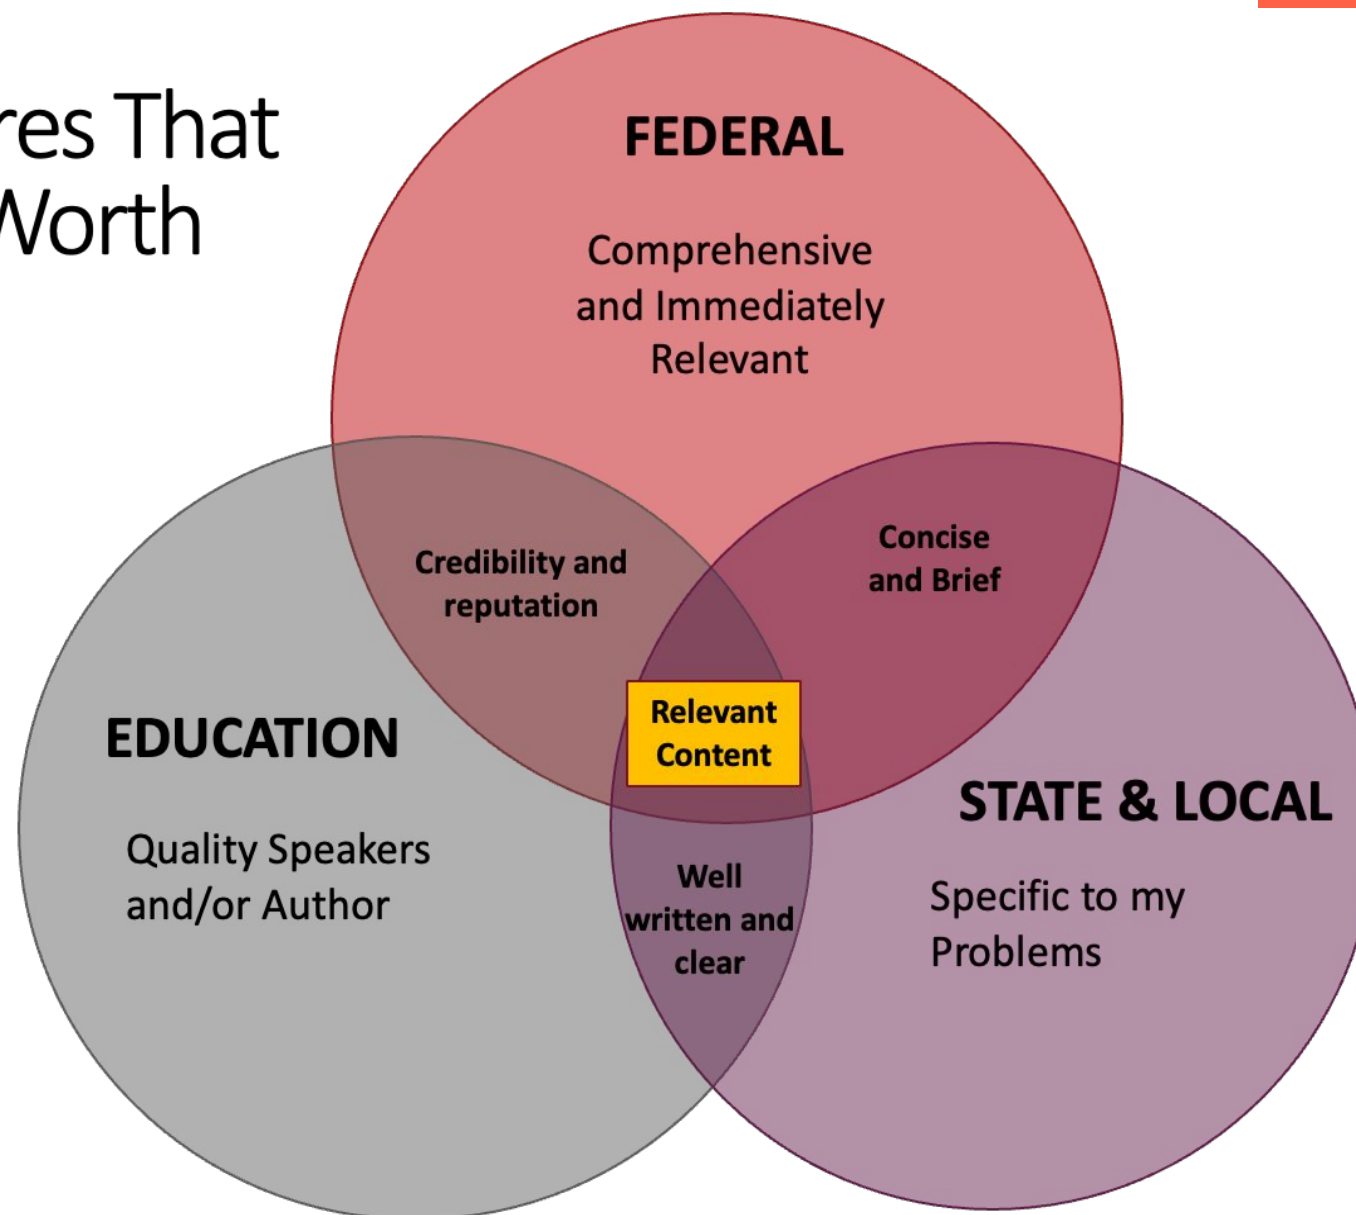 res That
Worth
FEDERAL
Comprehensive
and Immediately
Relevant
Credibility and
reputation
Concise
and Brief
Relevant
Content
EDUCATION
Quality Speakers
and/or Author
STATE & LOCAL
Specific to my
Problems
Well
written and
clear